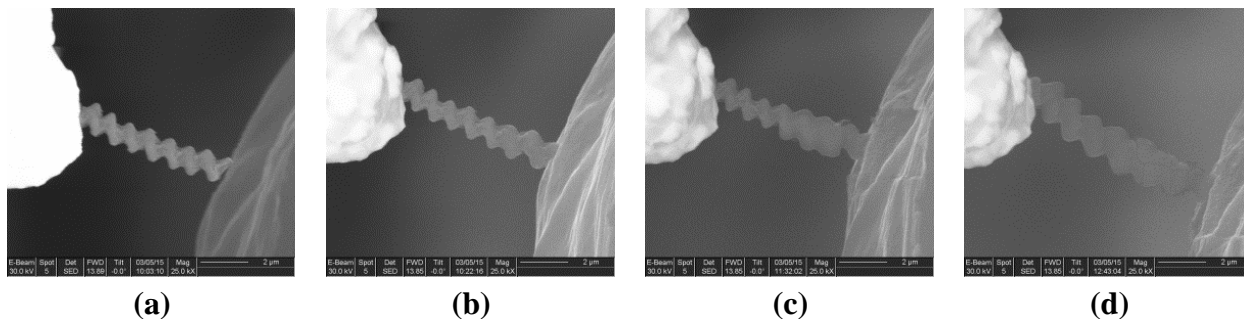 E-Beam Spot Det FWD Tilt 03/05/15 Mag 2 µm
30.0 kV 5 SED 13.89 -0.0° 10:03:10 25.0 kX
E-Beam Spot Det FWD Tilt 03/05/15 Mag 2 µm
30.0 kV 5 SED 13.85 -0.0° 10:22:16 25.0 kX
E-Beam Spot Det FWD Tilt 03/05/15 Mag 2 µm
30.0 kV 5 SED 13.85 -0.0° 11:32:02 25.0 kX
E-Beam Spot Det FWD Tilt 03/05/15 Mag 2 µm
30.0 kV 5 SED 13.85 -0.0° 12:43:04 25.0 kX
(a) (b) (c) (d)